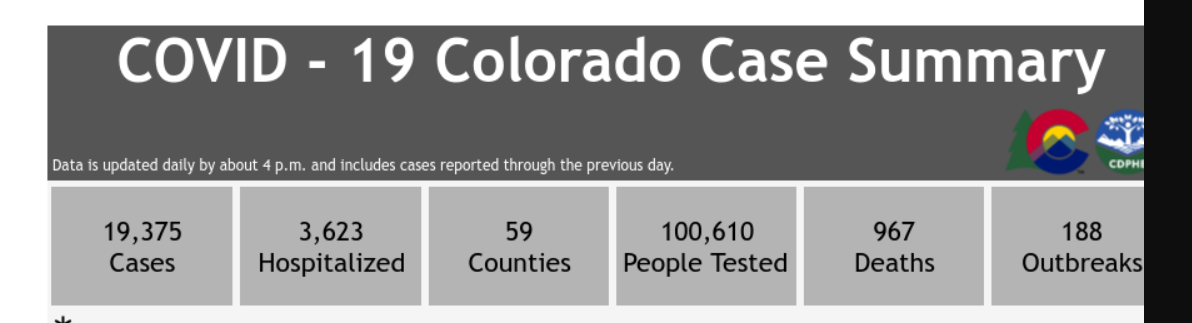 COVID - 19 Colorado Case Summary
CDPHE
Data is updated daily by about 4 p.m. and includes cases reported through the previous day.
19,375
Cases
3,623
Hospitalized
59
Counties
100,610
People Tested
967
Deaths
188
Outbreaks
*